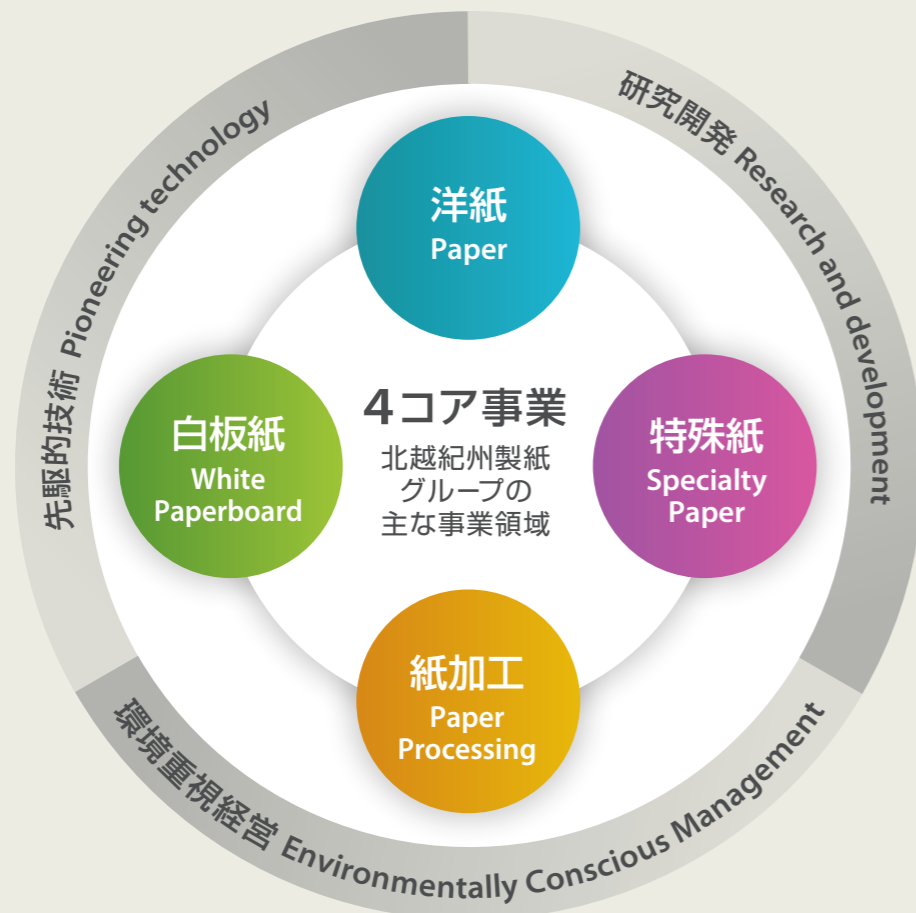 先駆的技術 Pioneering technology
研究開発 Research and development
洋紙
Paper
白板紙
White
Paperboard
4コア事業
北越紀州製紙
グループの
主な事業領域
特殊紙
Specialty
Paper
紙加工
Paper
Processing
環境重視経営 Environmentally Conscious Management